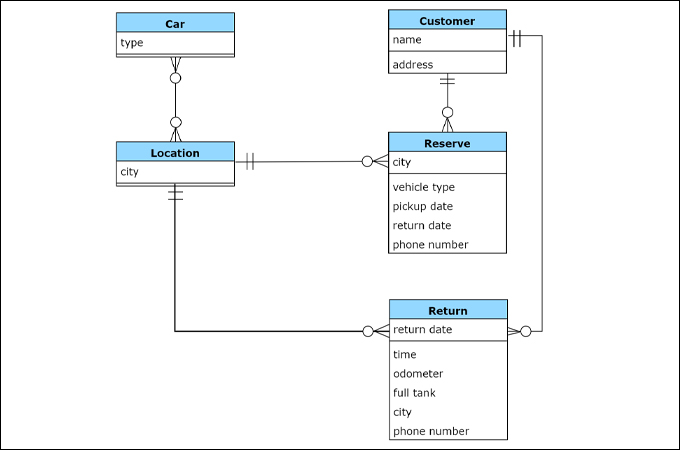 Car
type
Customer
name
address
Location
city
Reserve
city
vehicle type
pickup date
return date
phone number
Return
return date
time
odometer
full tank
city
phone number